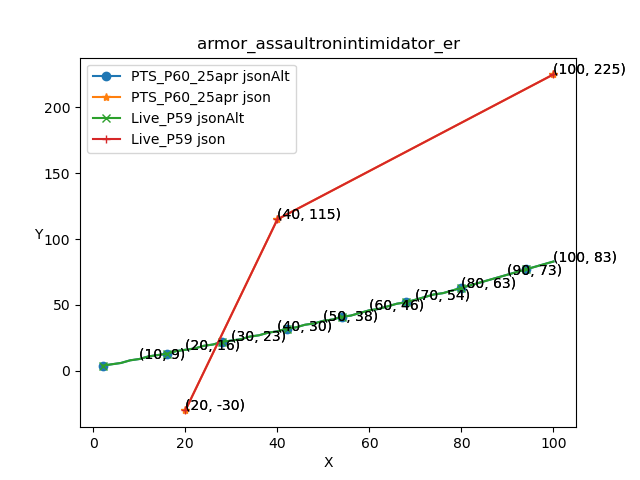 armor_assaultronintimidator_er
PTS_P60_25apr jsonAlt
PTS_P60_25apr json
Live_P59 jsonAlt
Live_P59 json
(100, 225)
(40, 115)
(100, 83)
(90, 73)
(80, 63)
(70, 54)
(60, 46)
(50, 38)
(40, 30)
(30, 23)
(20, 16)
(10, 9)
(20, -30)
Y
200
150
100
50
0
0 20 40 60 80 100
X